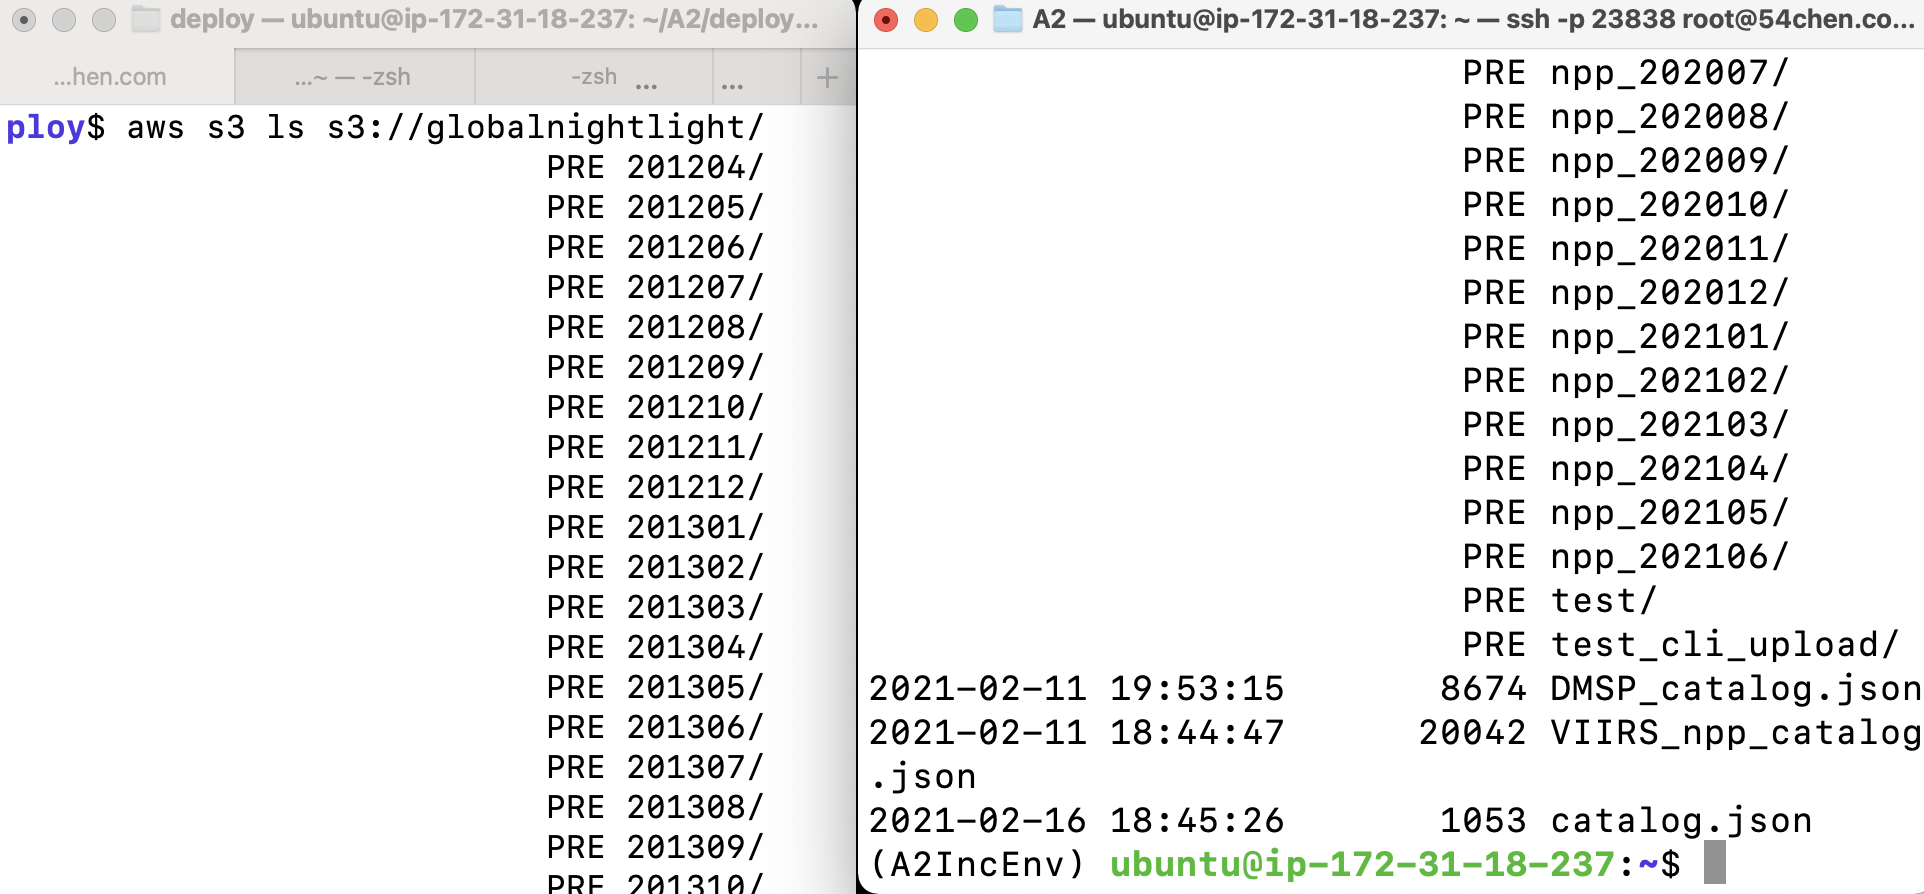 deploy — ubuntu@ip-172-31-18-237: ~/A2/deploy...
...hen.com
...~ — -zsh
-zsh ...
...
+
ploy$ aws s3 ls s3://globalnightlight/
PRE 201204/
PRE 201205/
PRE 201206/
PRE 201207/
PRE 201208/
PRE 201209/
PRE 201210/
PRE 201211/
PRE 201212/
PRE 201301/
PRE 201302/
PRE 201303/
PRE 201304/
PRE 201305/
PRE 201306/
PRE 201307/
PRE 201308/
PRE 201309/
PRE 201310/
A2 — ubuntu@ip-172-31-18-237: ~ — ssh -p 23838 root@54chen.co...
PRE npp_202007/
PRE npp_202008/
PRE npp_202009/
PRE npp_202010/
PRE npp_202011/
PRE npp_202012/
PRE npp_202101/
PRE npp_202102/
PRE npp_202103/
PRE npp_202104/
PRE npp_202105/
PRE npp_202106/
PRE test/
PRE test_cli_upload/
2021-02-11 19:53:15 8674 DMSP_catalog.json
2021-02-11 18:44:47 20042 VIIRS_npp_catalog
.json
2021-02-16 18:45:26 1053 catalog.json
(A2IncEnv) ubuntu@ip-172-31-18-237:~$